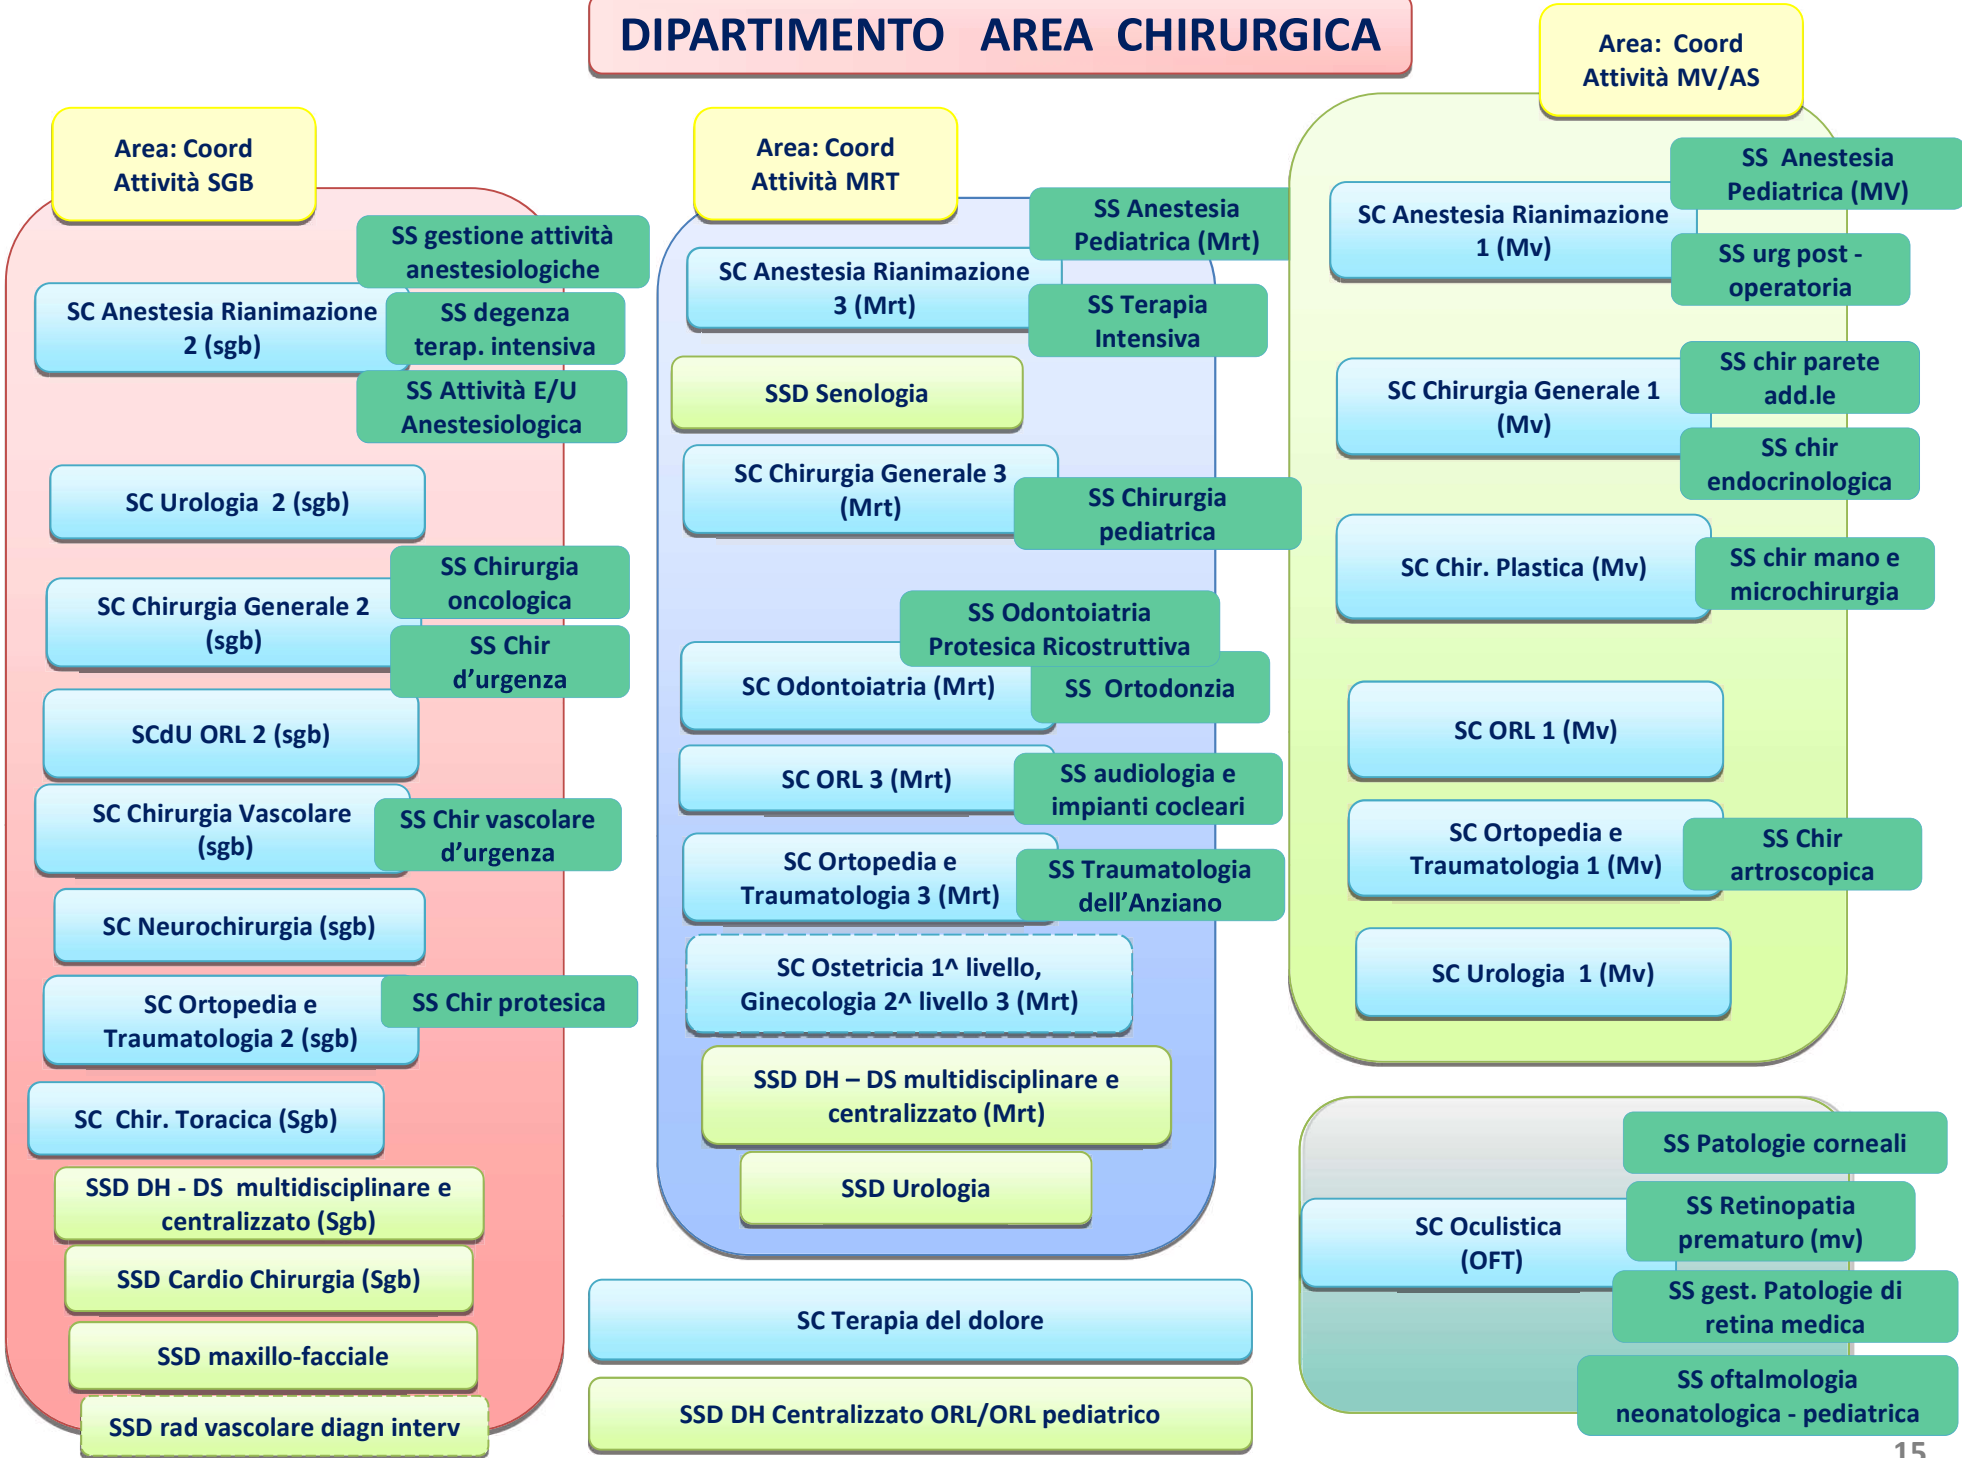 DIPARTIMENTO AREA CHIRURGICA
Area: Coord
Attività SGB
SS gestione attività
anestesiologiche
SC Anestesia Rianimazione
2 (sgb)
SS degenza
terap. intensiva
SS Attività E/U
Anestesiologica
SC Urologia 2 (sgb)
SS Chirurgia
oncologica
SC Chirurgia Generale 2
(sgb)
SS Chir
d’urgenza
SCdU ORL 2 (sgb)
SC Chirurgia Vascolare
(sgb)
SS Chir vascolare
d’urgenza
SC Neurochirurgia (sgb)
SC Ortopedia e
Traumatologia 2 (sgb)
SS Chir protesica
SC Chir. Toracica (Sgb)
SSD DH - DS multidisciplinare e
centralizzato (Sgb)
SSD Cardio Chirurgia (Sgb)
SSD maxillo-facciale
SSD rad vascolare diagn interv
Area: Coord
Attività MRT
SS Anestesia
Pediatrica (Mrt)
SC Anestesia Rianimazione
3 (Mrt)
SS Terapia
Intensiva
SSD Senologia
SC Chirurgia Generale 3
(Mrt)
SS Chirurgia
pediatrica
SS Odontoiatria
Protesica Ricostruttiva
SC Odontoiatria (Mrt)
SS Ortodonzia
SC ORL 3 (Mrt)
SS audiologia e
impianti cocleari
SC Ortopedia e
Traumatologia 3 (Mrt)
SS Traumatologia
dell’Anziano
SC Ostetricia 1^ livello,
Ginecologia 2^ livello 3 (Mrt)
SSD DH – DS multidisciplinare e
centralizzato (Mrt)
SSD Urologia
SC Terapia del dolore
SSD DH Centralizzato ORL/ORL pediatrico
Area: Coord
Attività MV/AS
SS Anestesia
Pediatrica (MV)
SC Anestesia Rianimazione
1 (Mv)
SS urg post -
operatoria
SS chir parete
add.le
SC Chirurgia Generale 1
(Mv)
SS chir
endocrinologica
SC Chir. Plastica (Mv)
SS chir mano e
microchirurgia
SC ORL 1 (Mv)
SC Ortopedia e
Traumatologia 1 (Mv)
SS Chir
artroscopica
SC Urologia 1 (Mv)
SS Patologie corneali
SC Oculistica
(OFT)
SS Retinopatia
prematuro (mv)
SS gest. Patologie di
retina medica
SS oftalmologia
neonatologica - pediatrica
15